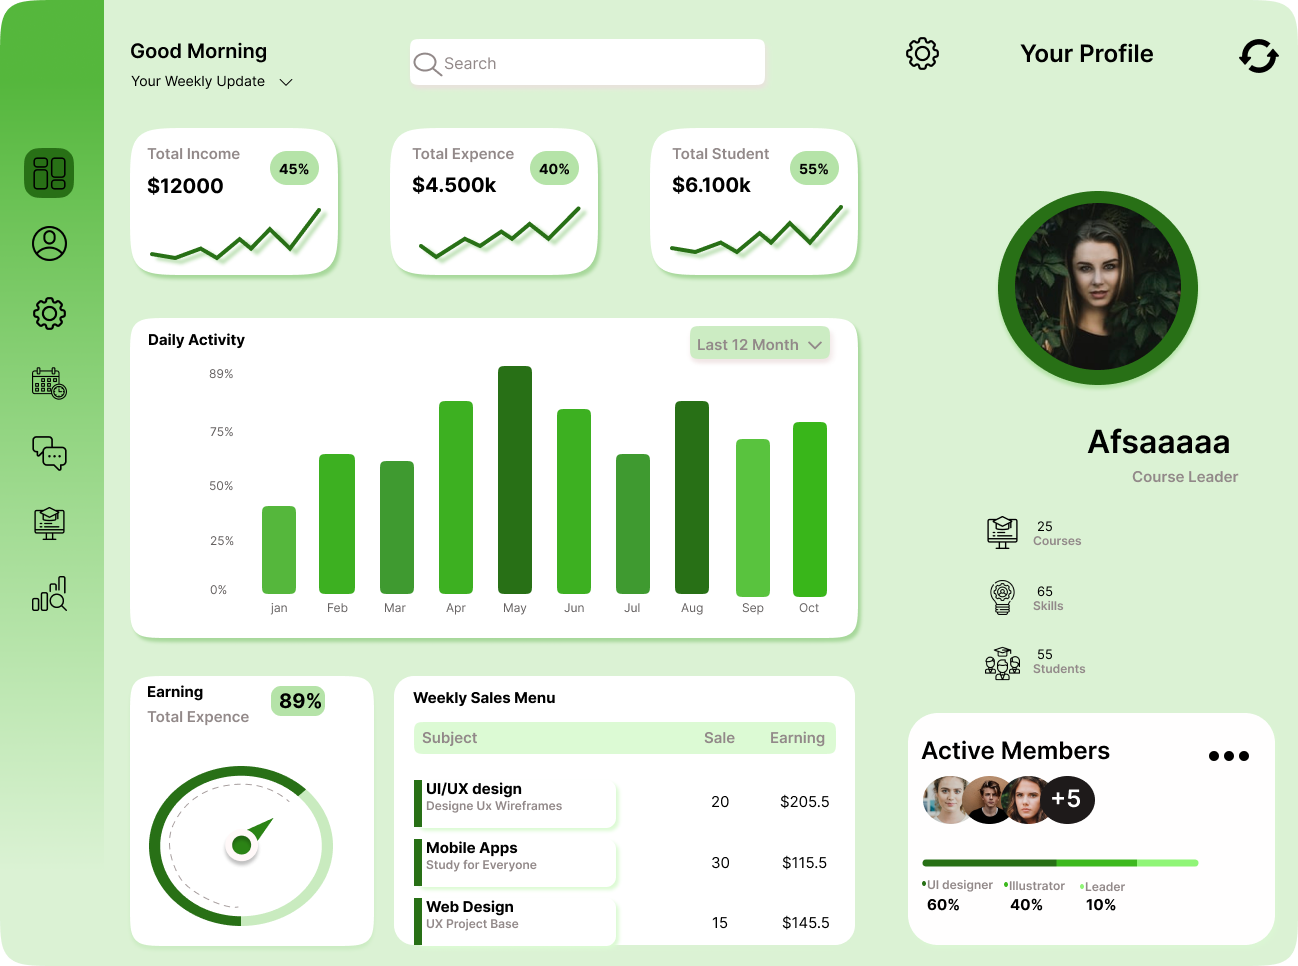 Good Morning
Your Weekly Update
Search
Your Profile
Total Income
45%
$12000
Total Expence
40%
$4.500k
Total Student
55%
$6.100k
Daily Activity
Last 12 Month
89%
75%
50%
25%
0%
jan Feb Mar Apr May Jun Jul Aug Sep Oct
Afsaaaaa
Course Leader
25
Courses
65
Skills
55
Students
Earning
89%
Total Expence
Weekly Sales Menu
Subject Sale Earning
UI/UX design
Designe Ux Wireframes
20 $205.5
Mobile Apps
Study for Everyone
30 $115.5
Web Design
UX Project Base
15 $145.5
Active Members
+5
UI designer Illustrator Leader
60% 40% 10%